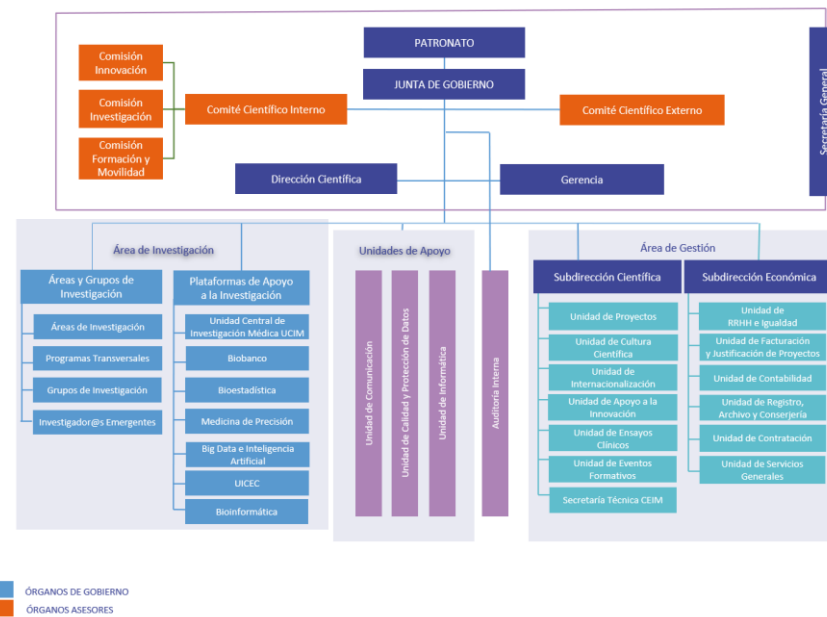 PATRONATO
JUNTA DE GOBIERNO
Comisión
Innovación
Comisión
Investigación
Comisión
Formación y
Movilidad
Comité Científico Interno
Comité Científico Externo
Secretaría General
Dirección Científica
Gerencia
Área de Investigación
Áreas y Grupos de
Investigación
Áreas de Investigación
Programas Transversales
Grupos de Investigación
Investigador@s Emergentes
Plataformas de Apoyo
a la Investigación
Unidad Central de
Investigación Médica UCIM
Biobanco
Bioestadística
Medicina de Precisión
Big Data e Inteligencia
Artificial
UICEC
Bioinformática
Unidades de Apoyo
Unidad de Comunicación
Unidad de Calidad y Protección de Datos
Unidad de Informática
Auditoría Interna
Área de Gestión
Subdirección Científica
Unidad de Proyectos
Unidad de Cultura
Científica
Unidad de
Internacionalización
Unidad de Apoyo a la
Innovación
Unidad de Ensayos
Clínicos
Unidad de Eventos
Formativos
Secretaría Técnica CEIM
Subdirección Económica
Unidad de
RRHH e Igualdad
Unidad de Facturación
y Justificación de Proyectos
Unidad de Contabilidad
Unidad de Registro,
Archivo y Conserjería
Unidad de Contratación
Unidad de Servicios
Generales
ÓRGANOS DE GOBIERNO
ÓRGANOS ASESORES